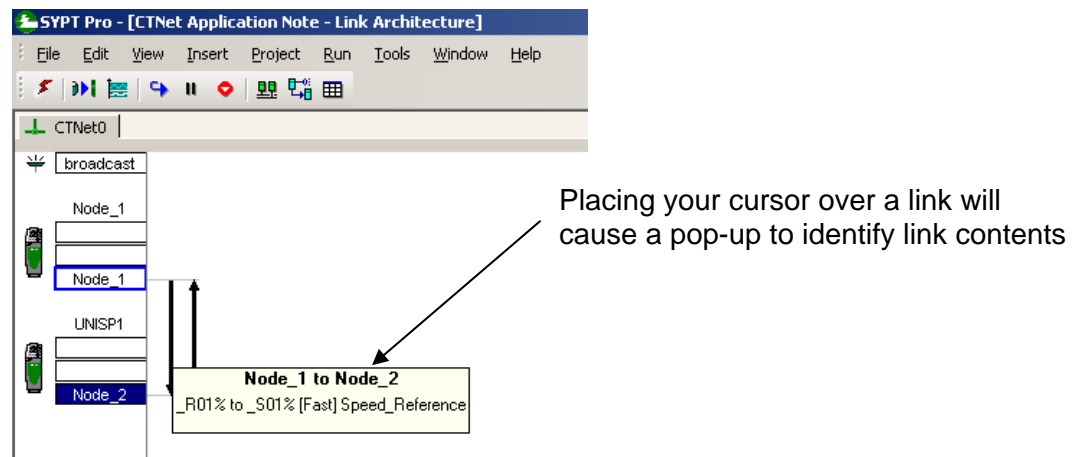 SYPT Pro - [CTNet Application Note - Link Architecture]
File Edit View Insert Project Run Tools Window Help
CTNet0
broadcast
Node_1
Node_1
UNISP1
Node_2
Placing your cursor over a link will
cause a pop-up to identify link contents
Node_1 to Node_2
_R01% to _S01% [Fast] Speed_Reference